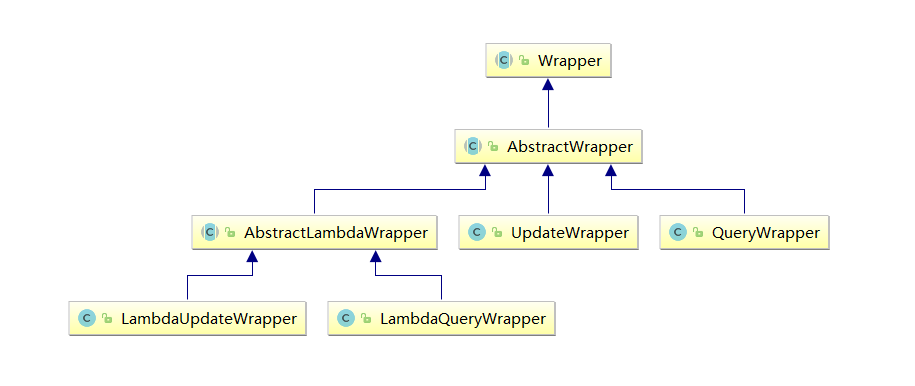 Wrapper
AbstractWrapper
AbstractLambdaWrapper
UpdateWrapper
QueryWrapper
LambdaUpdateWrapper
LambdaQueryWrapper